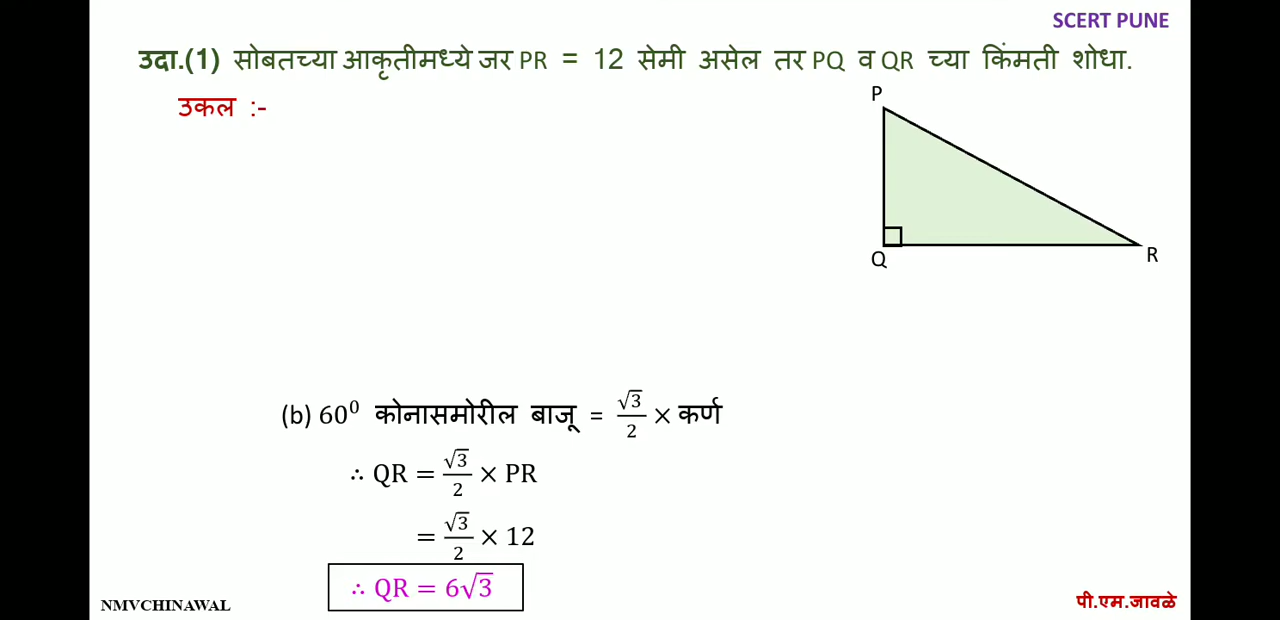 SCERT PUNE
उदा.(1) सोबतच्या आकृतीमध्ये जर PR = 12 सेमी असेल तर PQ व QR च्या किंमती शोधा.
उकल :-
P
Q
R
(b) 60⁰ कोनासमोरील बाजू = √3/2 × कर्ण
∴ QR = √3/2 × PR
= √3/2 × 12
∴ QR = 6√3
NMVCHINAWAL
पी.एम.जावळे